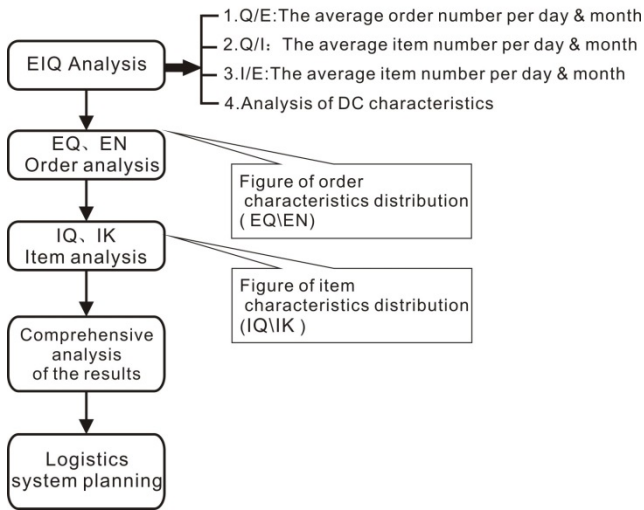 EIQ Analysis
1.Q/E:The average order number per day & month
2.Q/I：The average item number per day & month
3.I/E:The average item number per day & month
4.Analysis of DC characteristics
EQ、EN
Order analysis
Figure of order
characteristics distribution
( EQ\EN)
IQ、IK
Item analysis
Figure of item
characteristics distribution
(IQ\IK )
Comprehensive
analysis
of the results
Logistics
system planning